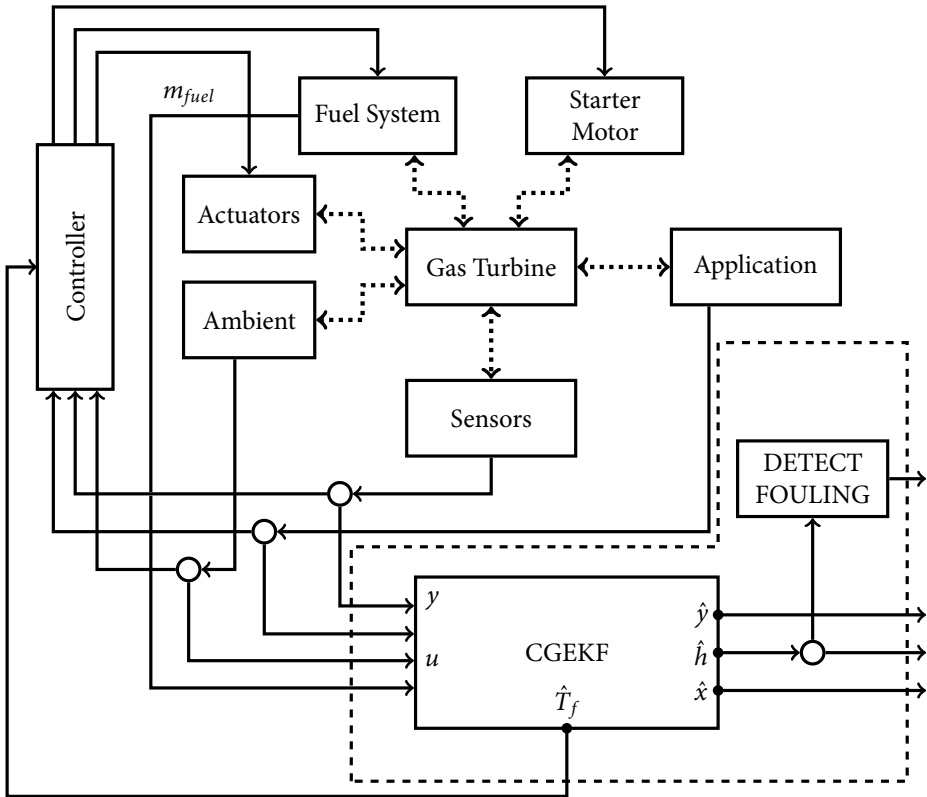 m_fuel
Fuel System
Starter
Motor
Controller
Actuators
Gas Turbine
Application
Ambient
Sensors
DETECT
FOULING
y
u
CGEKF
ŷ
ĥ
x̂
T̂_f